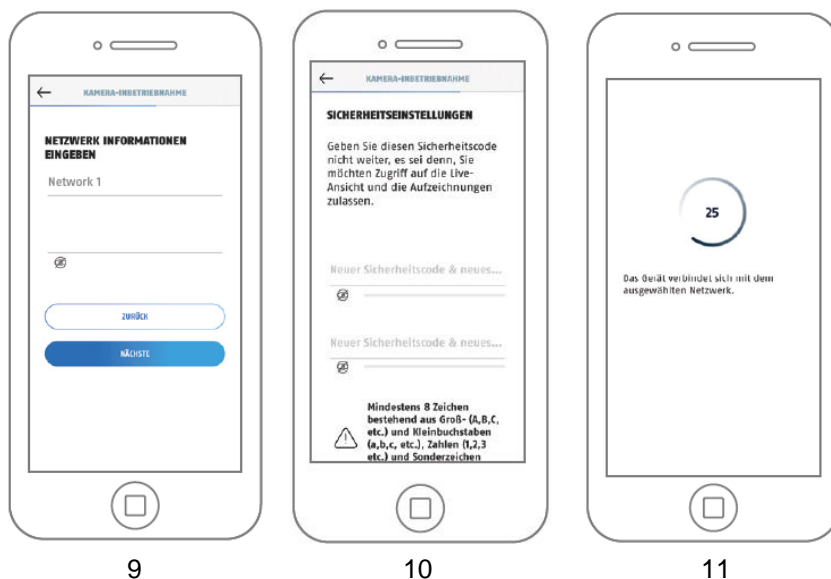 KAMERA-INBETRIEBNAHME
NETZWERK INFORMATIONEN
EINGEBEN
Network 1
ZURÜCK
NÄCHSTE
9
KAMERA-INBETRIEBNAHME
SICHERHEITSEINSTELLUNGEN
Geben Sie diesen Sicherheitscode
nicht weiter, es sei denn, Sie
möchten Zugriff auf die Live-
Ansicht und die Aufzeichnungen
zulassen.
Neuer Sicherheitscode & neues...
Neuer Sicherheitscode & neues...
Mindestens 8 Zeichen
bestehend aus Groß- (A,B,C,
etc.) und Kleinbuchstaben
(a,b,c, etc.), Zahlen (1,2,3
etc.) und Sonderzeichen
10
25
Das Gerät verbindet sich mit dem
ausgewählten Netzwerk.
11